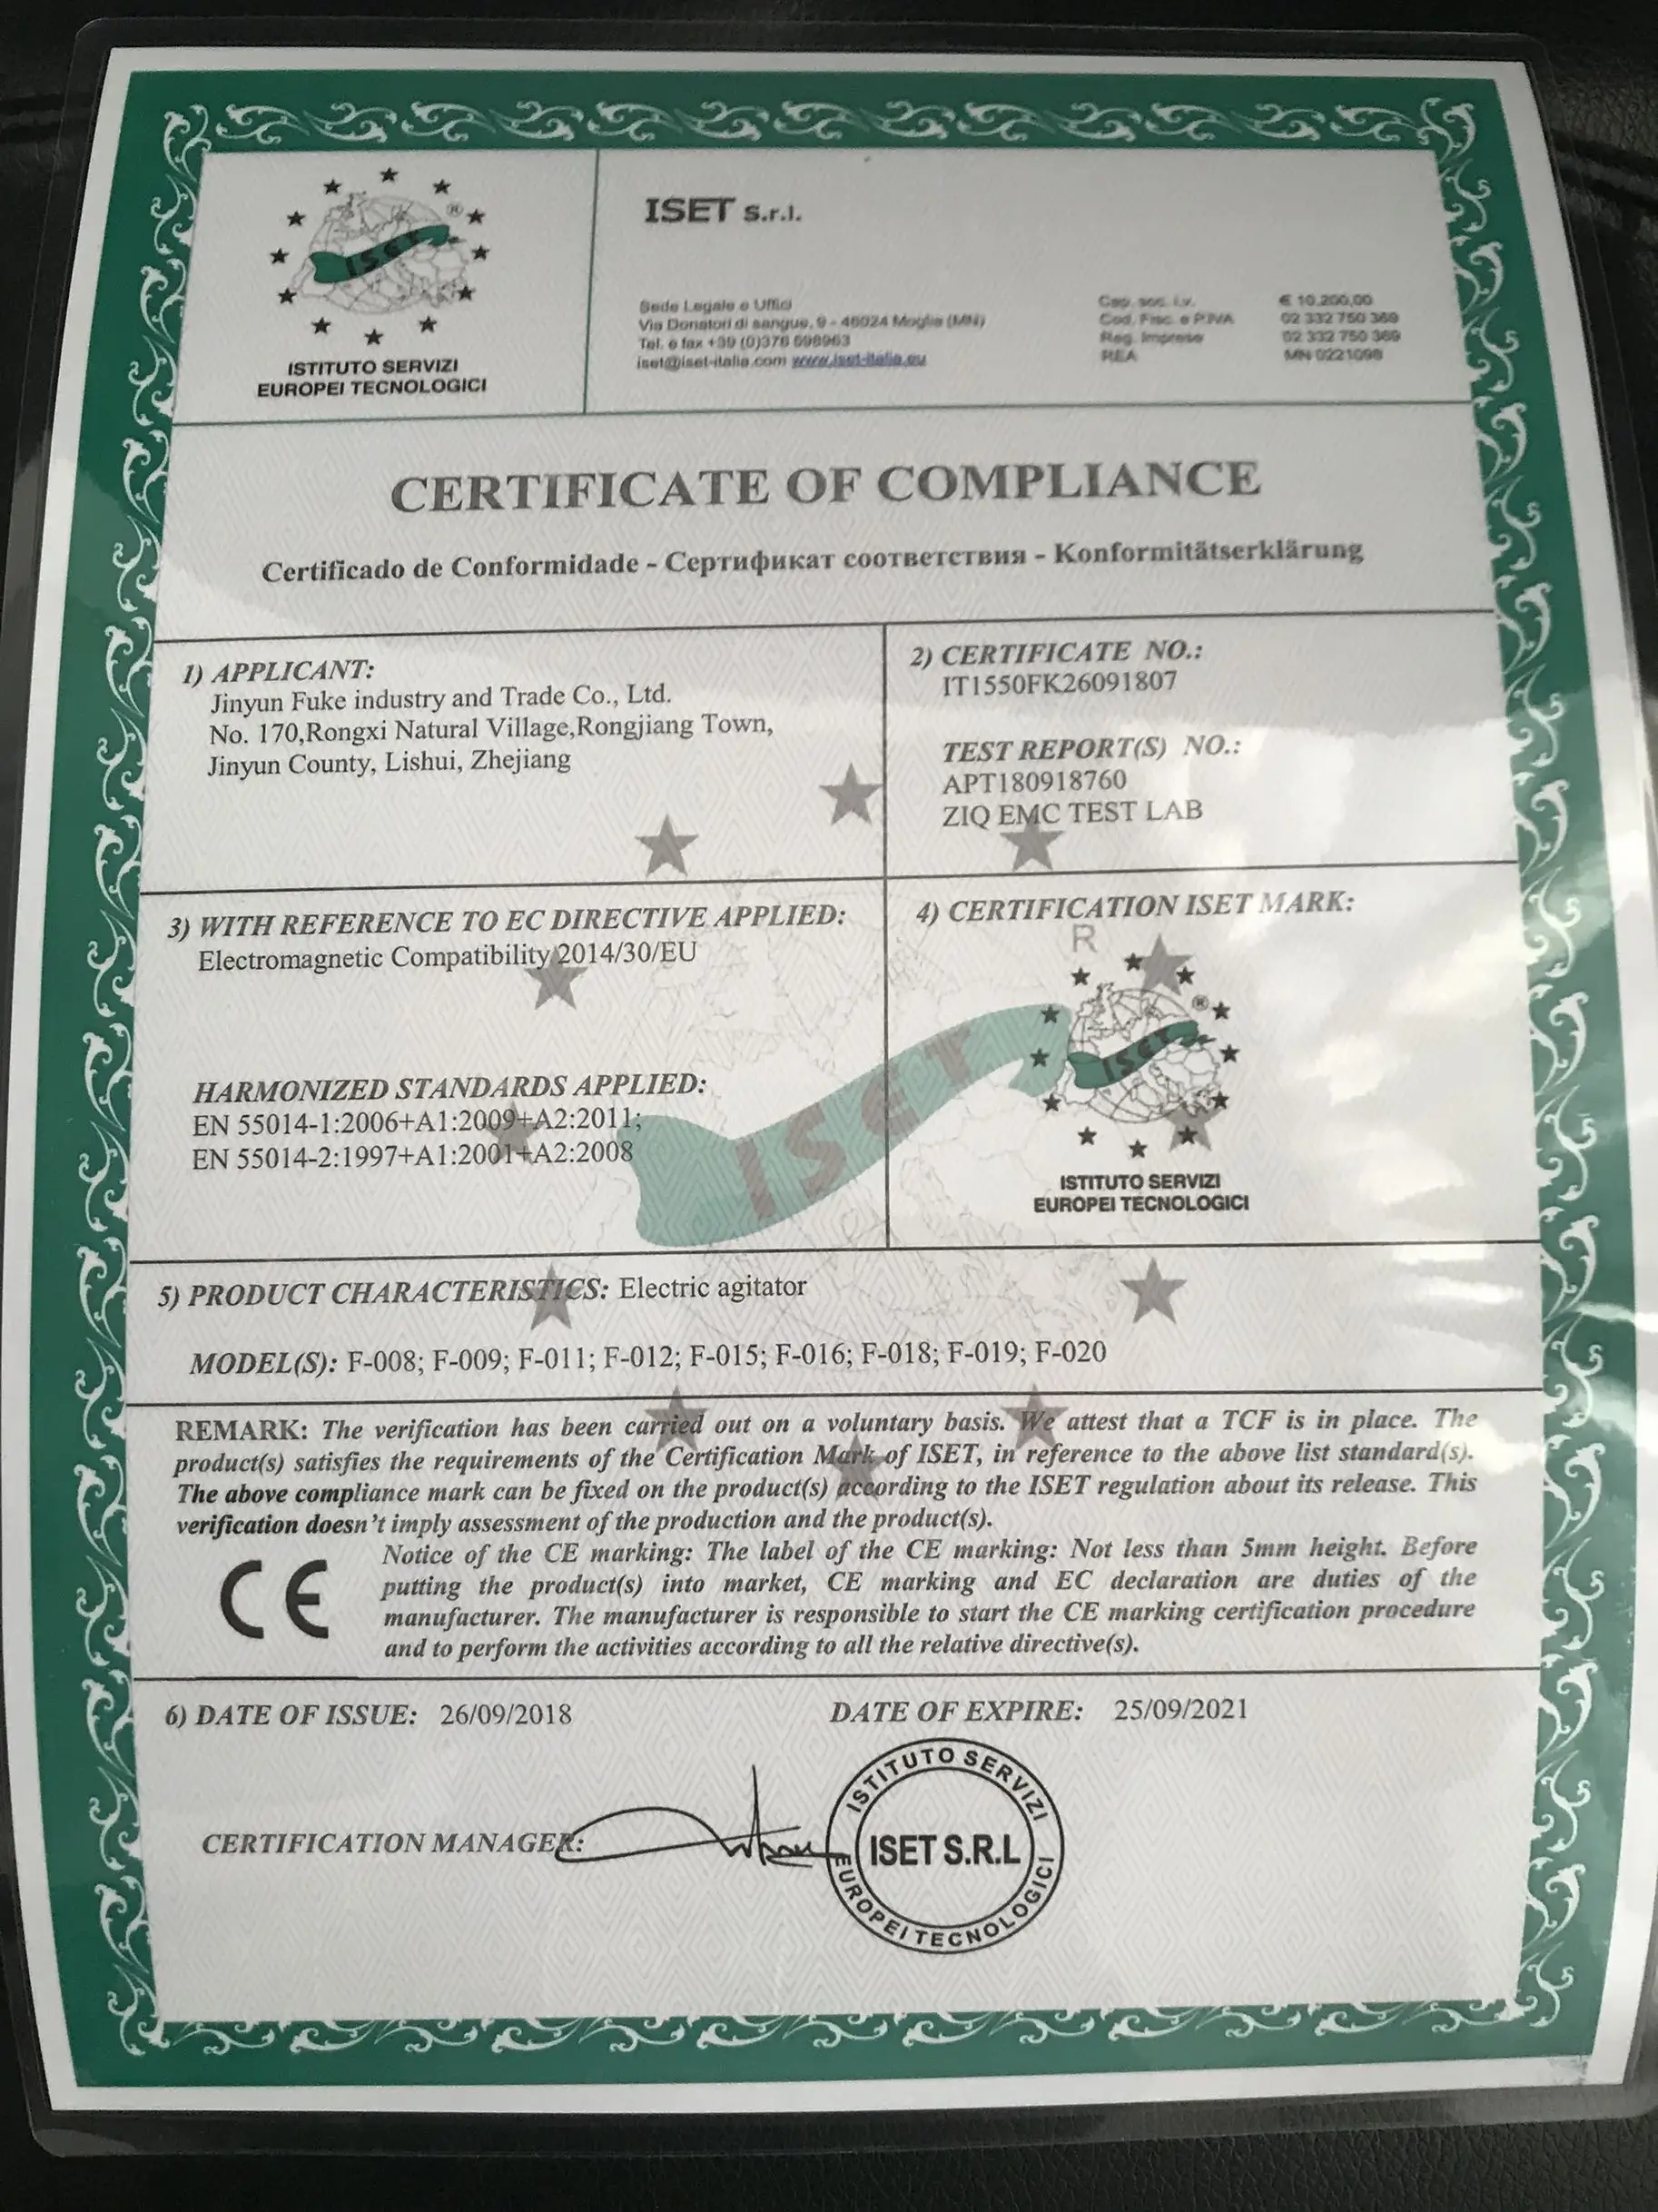 ISET
®
ISTITUTO SERVIZI
EUROPEI TECNOLOGICI
ISET s.r.l.
Sede Legale e Uffici
Via Donatori di sangue, 9 - 46024 Moglia (MN)
Tel. e fax +39 (0)376 598963
iset@iset-italia.com www.iset-italia.eu
Cap. soc. i.v. € 10.200,00
Cod. Fisc. e P.IVA 02 332 750 369
Reg. Imprese 02 332 750 369
REA MN 0221098
CERTIFICATE OF COMPLIANCE
Certificado de Conformidade - Сертификат соответствия - Konformitätserklärung
1) APPLICANT:
Jinyun Fuke industry and Trade Co., Ltd.
No. 170,Rongxi Natural Village,Rongjiang Town,
Jinyun County, Lishui, Zhejiang
2) CERTIFICATE NO.:
IT1550FK26091807
TEST REPORT(S) NO.:
APT180918760
ZIQ EMC TEST LAB
3) WITH REFERENCE TO EC DIRECTIVE APPLIED:
Electromagnetic Compatibility 2014/30/EU
HARMONIZED STANDARDS APPLIED:
EN 55014-1:2006+A1:2009+A2:2011;
EN 55014-2:1997+A1:2001+A2:2008
4) CERTIFICATION ISET MARK:
R
®
ISET
ISET
ISTITUTO SERVIZI
EUROPEI TECNOLOGICI
5) PRODUCT CHARACTERISTICS: Electric agitator
MODEL(S): F-008; F-009; F-011; F-012; F-015; F-016; F-018; F-019; F-020
REMARK: The verification has been carried out on a voluntary basis. We attest that a TCF is in place. The
product(s) satisfies the requirements of the Certification Mark of ISET, in reference to the above list standard(s).
The above compliance mark can be fixed on the product(s) according to the ISET regulation about its release. This
verification doesn't imply assessment of the production and the product(s).
CE
Notice of the CE marking: The label of the CE marking: Not less than 5mm height. Before
putting the product(s) into market, CE marking and EC declaration are duties of the
manufacturer. The manufacturer is responsible to start the CE marking certification procedure
and to perform the activities according to all the relative directive(s).
6) DATE OF ISSUE: 26/09/2018 DATE OF EXPIRE: 25/09/2021
CERTIFICATION MANAGER:
ISTITUTO SERVIZI
ISET S.R.L
EUROPEI TECNOLOGICI